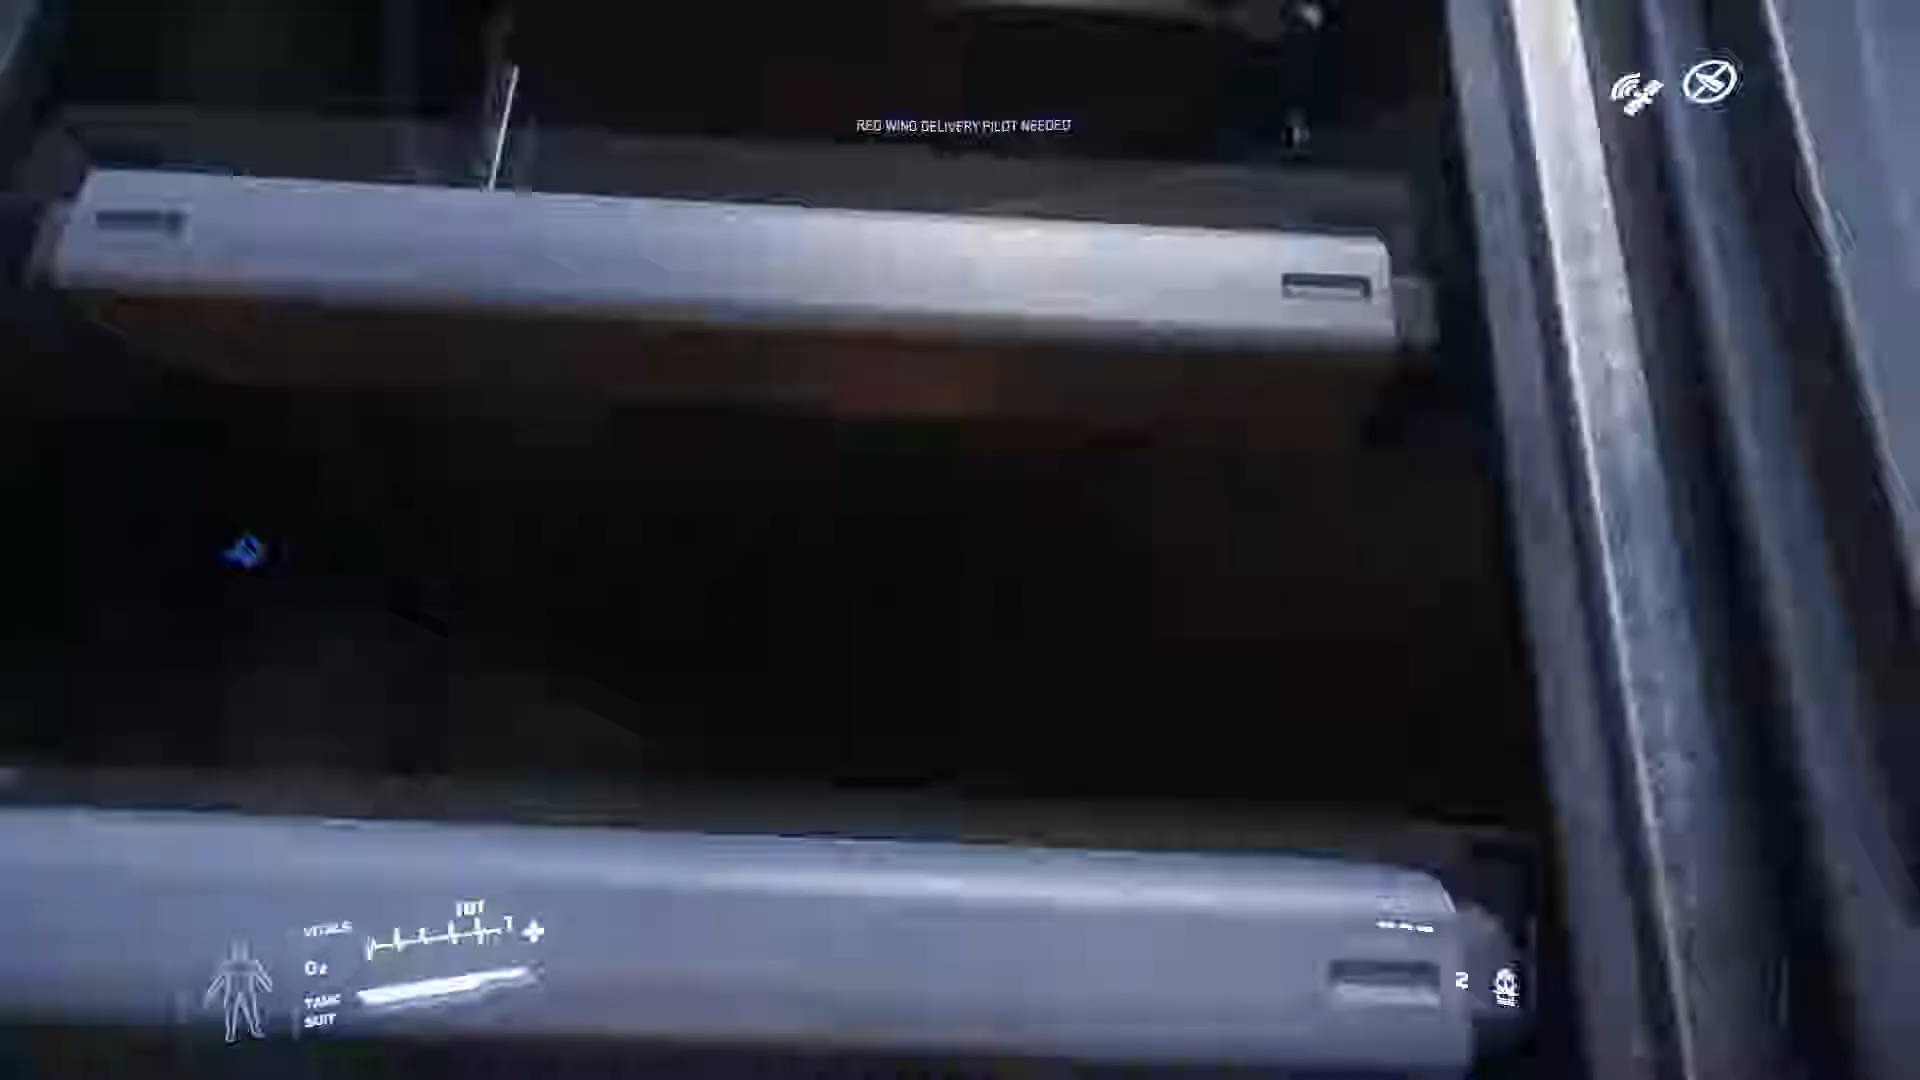 RED WIND DELIVERY PILOT NEEDED
VITALS
O2
TANK
SUIT
2